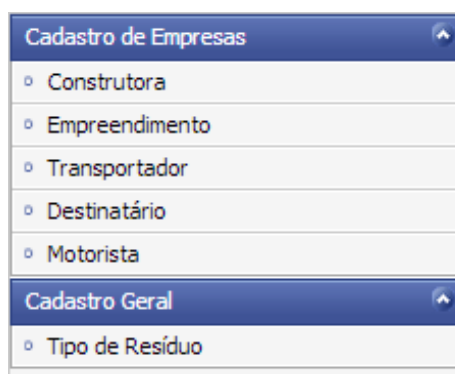 Cadastro de Empresas
Construtora
Empreendimento
Transportador
Destinatário
Motorista
Cadastro Geral
Tipo de Resíduo